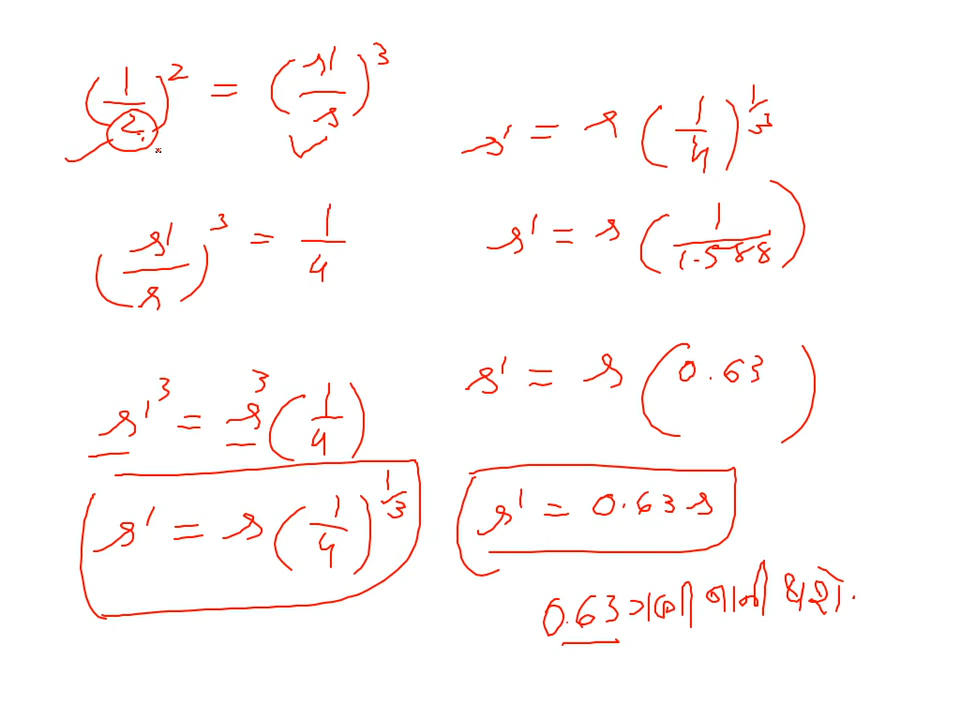 (1/2)^2 = (r'/r)^3
(r'/r)^3 = 1/4
r'^3 = r^3 (1/4)
r' = r (1/4)^1/3
r' = r (1/4)^1/3
r' = r (1/1.588)
r' = r (0.63)
r' = 0.63 r
0.63 ગણી નાની થશે.